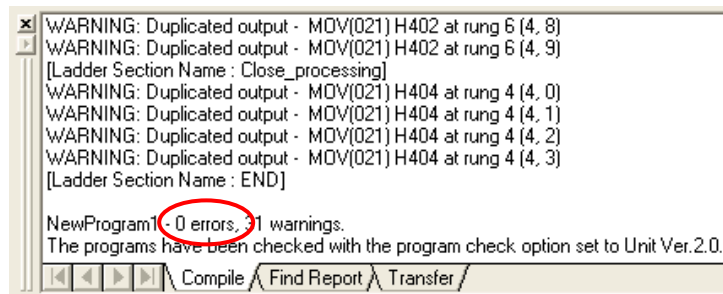 WARNING: Duplicated output - MOV(021) H402 at rung 6 (4, 8)
WARNING: Duplicated output - MOV(021) H402 at rung 6 (4, 9)
[Ladder Section Name : Close_processing]
WARNING: Duplicated output - MOV(021) H404 at rung 4 (4, 0)
WARNING: Duplicated output - MOV(021) H404 at rung 4 (4, 1)
WARNING: Duplicated output - MOV(021) H404 at rung 4 (4, 2)
WARNING: Duplicated output - MOV(021) H404 at rung 4 (4, 3)
[Ladder Section Name : END]
NewProgram1 - 0 errors, 31 warnings.
The programs have been checked with the program check option set to Unit Ver.2.0.
Compile Find Report Transfer